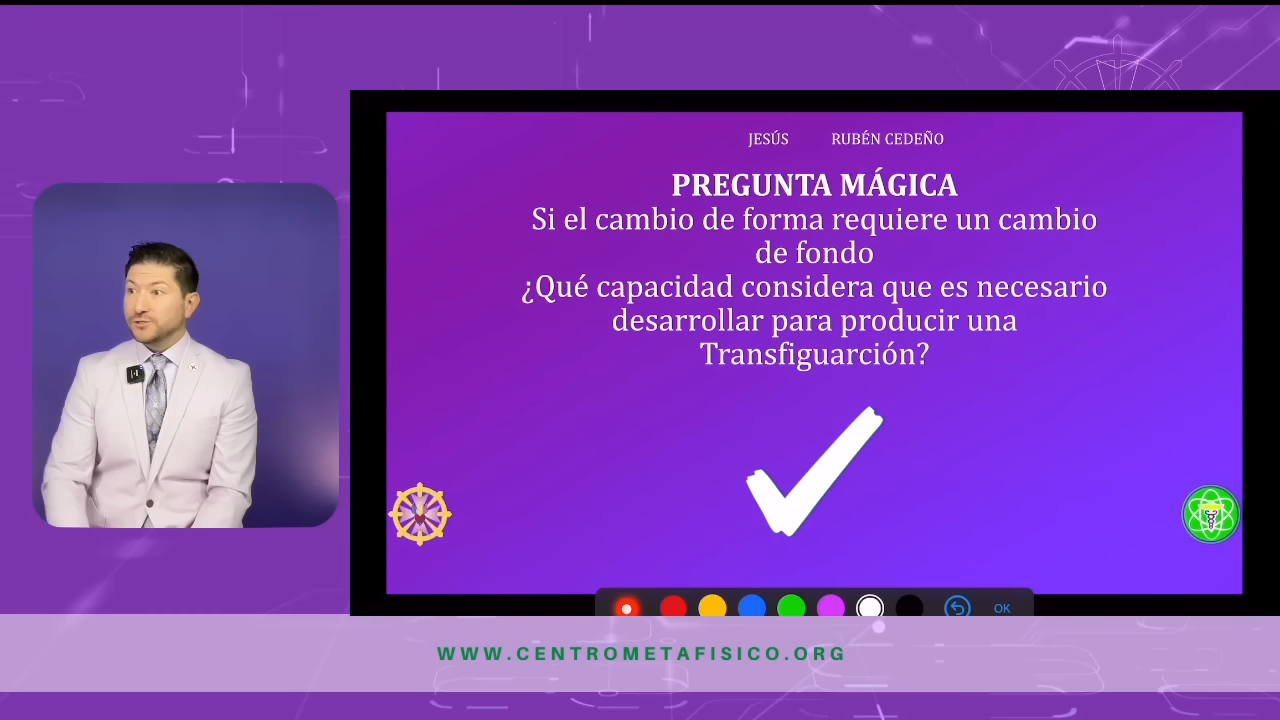 JESÚS RUBÉN CEDEÑO
PREGUNTA MÁGICA
Si el cambio de forma requiere un cambio
de fondo
¿Qué capacidad considera que es necesario
desarrollar para producir una
Transfiguarción?
OK
WWW.CENTROMETAFISICO.ORG